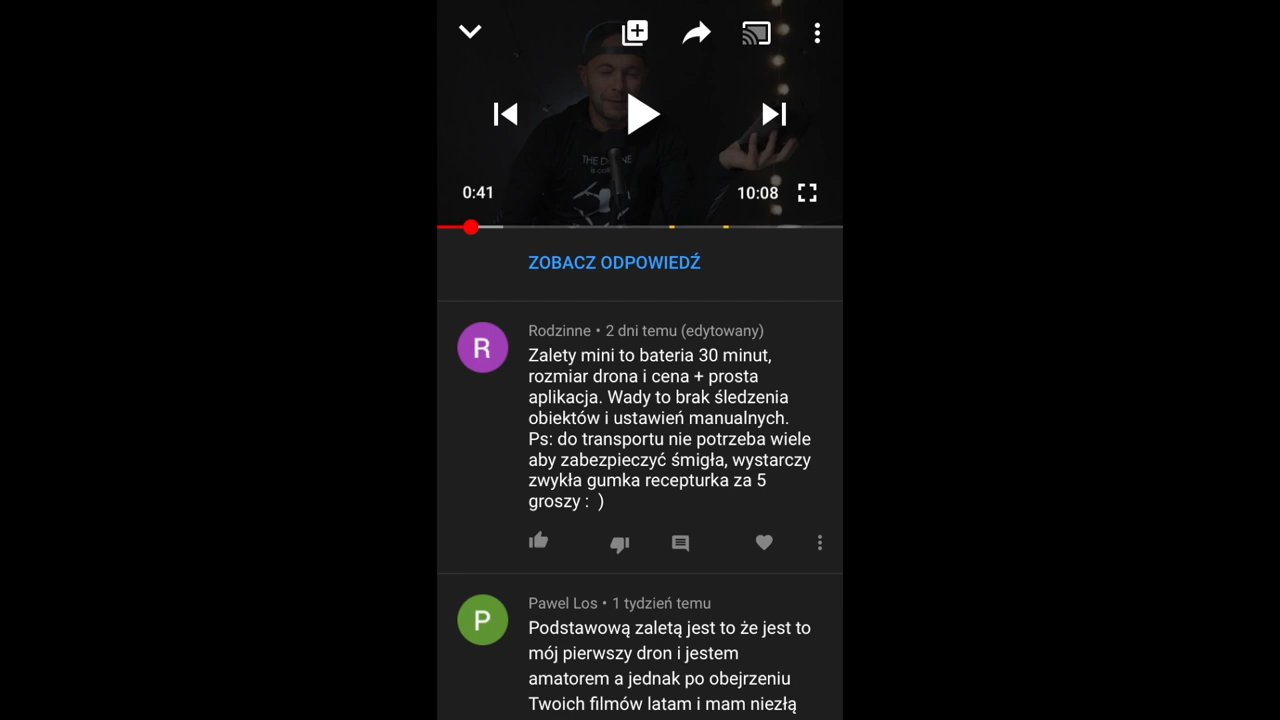 THE D
NE
0:41
10:08
ZOBACZ ODPOWIEDŹ
R
Rodzinne • 2 dni temu (edytowany)
Zalety mini to bateria 30 minut,
rozmiar drona i cena + prosta
aplikacja. Wady to brak śledzenia
obiektów i ustawień manualnych.
Ps: do transportu nie potrzeba wiele
aby zabezpieczyć śmigła, wystarczy
zwykła gumka recepturka za 5
groszy :  )
P
Pawel Los • 1 tydzień temu
Podstawową zaletą jest to że jest to
mój pierwszy dron i jestem
amatorem a jednak po obejrzeniu
Twoich filmów latam i mam niezłą